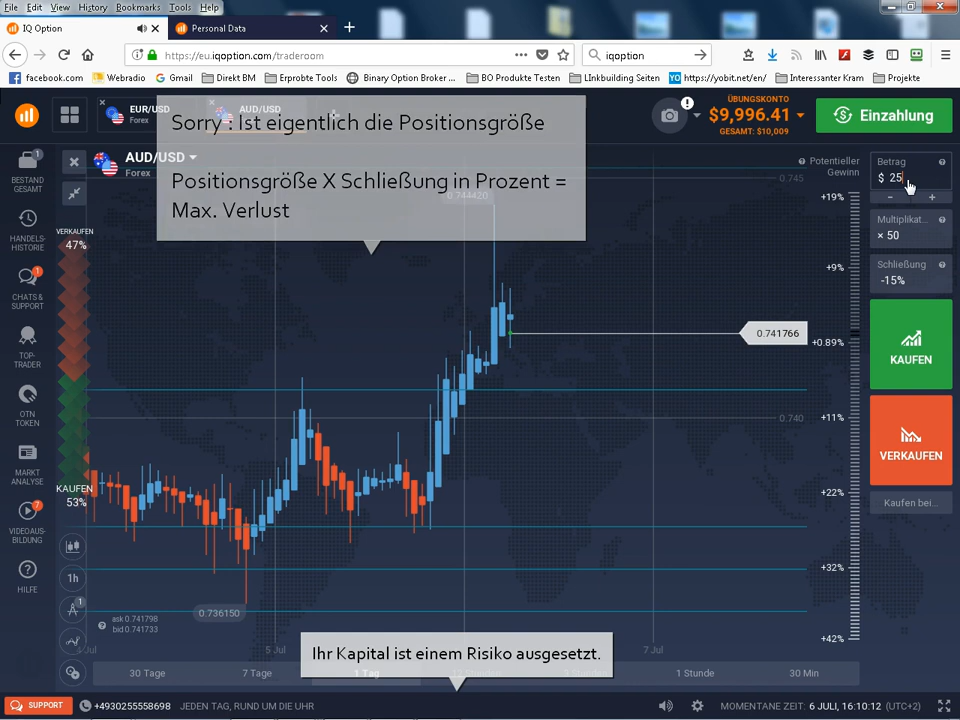 File Edit View History Bookmarks Tools Help
IQ Option
Personal Data
https://eu.iqoption.com/traderoom
iqoption
facebook.com Webradio Gmail Direkt BM Erprobte Tools Binary Option Broker ... BO Produkte Testen LInkbuilding Seiten https://yobit.net/en/ Interessanter Kram Projekte
EUR/USD
Forex
AUD/USD
ÜBUNGSKONTO
$9,996.41
GESAMT: $10,009
Einzahlung
Sorry : Ist eigentlich die Positionsgröße
Positionsgröße X Schließung in Prozent =
Max. Verlust
BESTAND
GESAMT
HANDELS-
HISTORIE
CHATS &
SUPPORT
TOP-
TRADER
OTN
TOKEN
MARKT
ANALYSE
VIDEOAUS-
BILDUNG
HILFE
AUD/USD
Forex
VERKAUFEN
47%
KAUFEN
53%
1h
ask 0.741798
bid 0.741733
0.744420
0.736150
0.745
0.741766
0.740
Potentieller
Gewinn
+19%
+9%
+0.89%
+11%
+22%
+32%
+42%
Betrag
$ 25
- +
Multiplikat...
× 50
Schließung
-15%
KAUFEN
VERKAUFEN
Kaufen bei...
5 Juli
7 Juli
Ihr Kapital ist einem Risiko ausgesetzt.
30 Tage
7 Tage
1 Tag
1 Stunde
30 Min
SUPPORT
+4930255558698
JEDEN TAG, RUND UM DIE UHR
MOMENTANE ZEIT: 6 JULI, 16:10:12 (UTC+2)